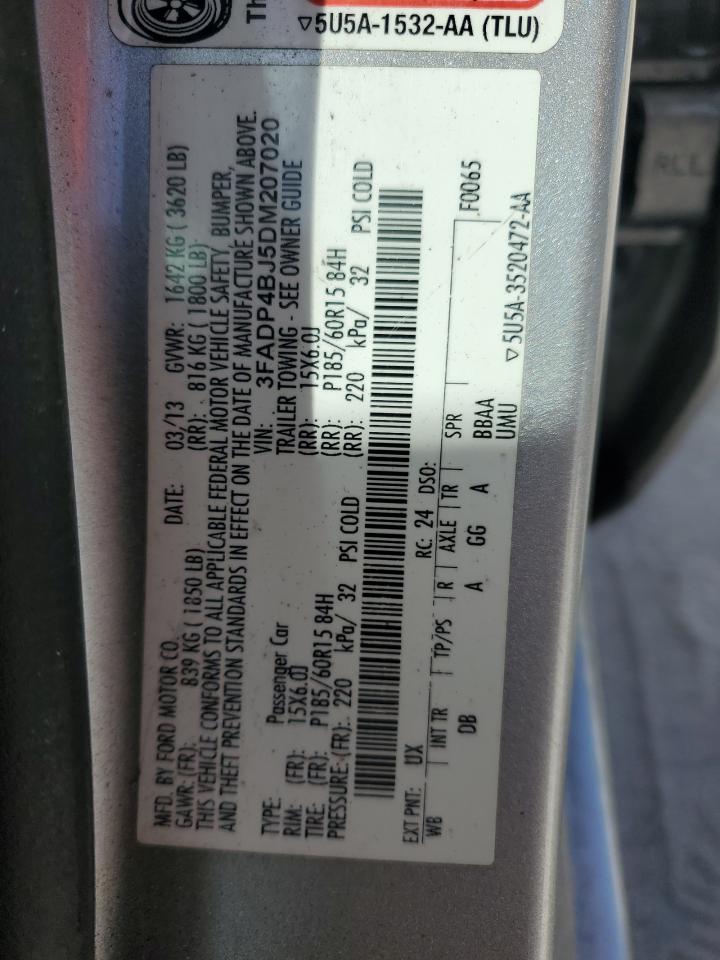 Th
▽5U5A-1532-AA (TLU)
MFD. BY FORD MOTOR CO.
DATE: 03/13 GVWR: 1642 KG ( 3620 LB)
GAWR: (FR): 839 KG ( 1850 LB) (RR): 816 KG ( 1800 LB)
THIS VEHICLE CONFORMS TO ALL APPLICABLE FEDERAL MOTOR VEHICLE SAFETY, BUMPER,
AND THEFT PREVENTION STANDARDS IN EFFECT ON THE DATE OF MANUFACTURE SHOWN ABOVE.
VIN: 3FADP4BJ5DM207020
TYPE: Passenger Car TRAILER TOWING - SEE OWNER GUIDE
RIM: (FR): 15X6.0J (RR): 15X6.0J
TIRE: (FR): P185/60R15 84H (RR): P185/60R15 84H
PRESSURE: (FR): 220 kPa/ 32 PSI COLD (RR): 220 kPa/ 32 PSI COLD
EXT PNT: UX RC: 24 DSO: F0065
WB INT TR TP/PS R AXLE TR SPR
DB A GG A BBAA
UMU
▽5U5A-3520472-AA